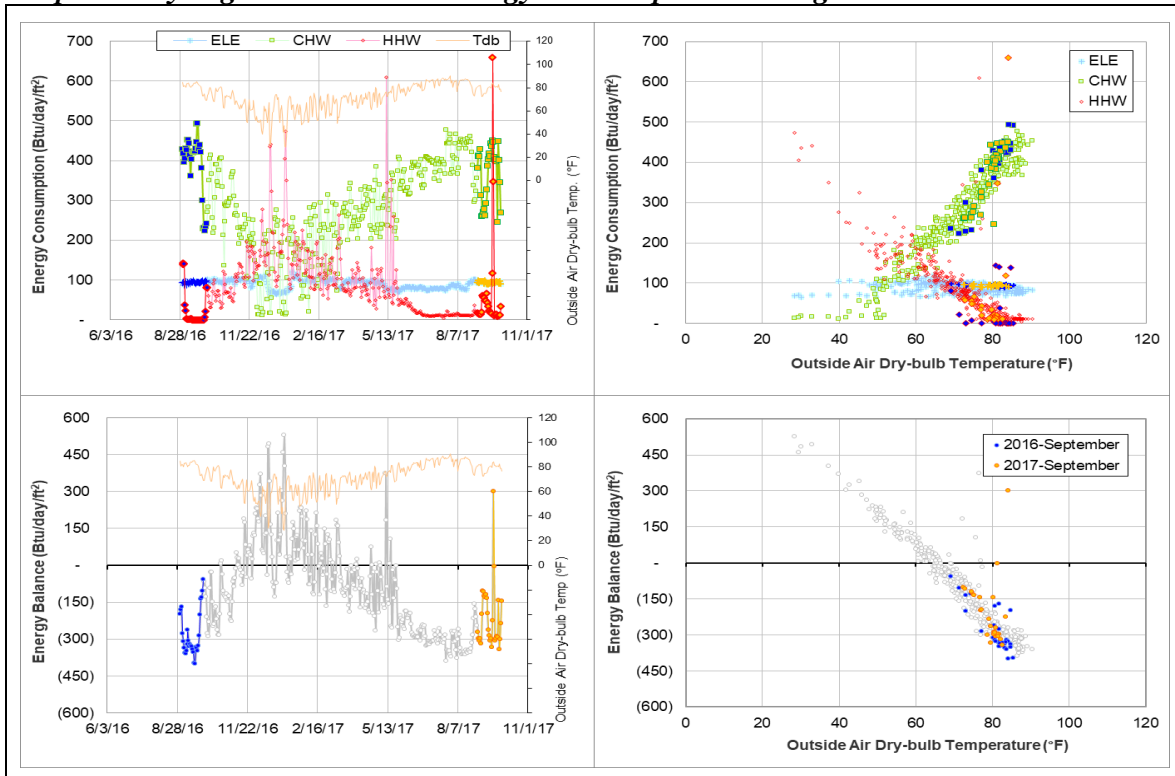 700
600
500
400
300
200
100
-
Energy Consumption (Btu/day/ft²)
ELE CHW HHW Tdb
120
100
80
60
40
20
0
Outside Air Dry-bulb Temp. (°F)
6/3/16 8/28/16 11/22/16 2/16/17 5/13/17 8/7/17 11/1/17
700
600
500
400
300
200
100
-
Energy Consumption (Btu/day/ft²)
ELE
CHW
HHW
0 20 40 60 80 100 120
Outside Air Dry-bulb Temperature (°F)
600
450
300
150
-
(150)
(300)
(450)
(600)
Energy Balance (Btu/day/ft²)
120
100
80
60
40
20
0
Outside Air Dry-bulb Temp (°F)
6/3/16 8/28/16 11/22/16 2/16/17 5/13/17 8/7/17 11/1/17
600
450
300
150
-
(150)
(300)
(450)
(600)
Energy Balance (Btu/day/ft²)
2016-September
2017-September
0 20 40 60 80 100 120
Outside Air Dry-bulb Temperature (°F)